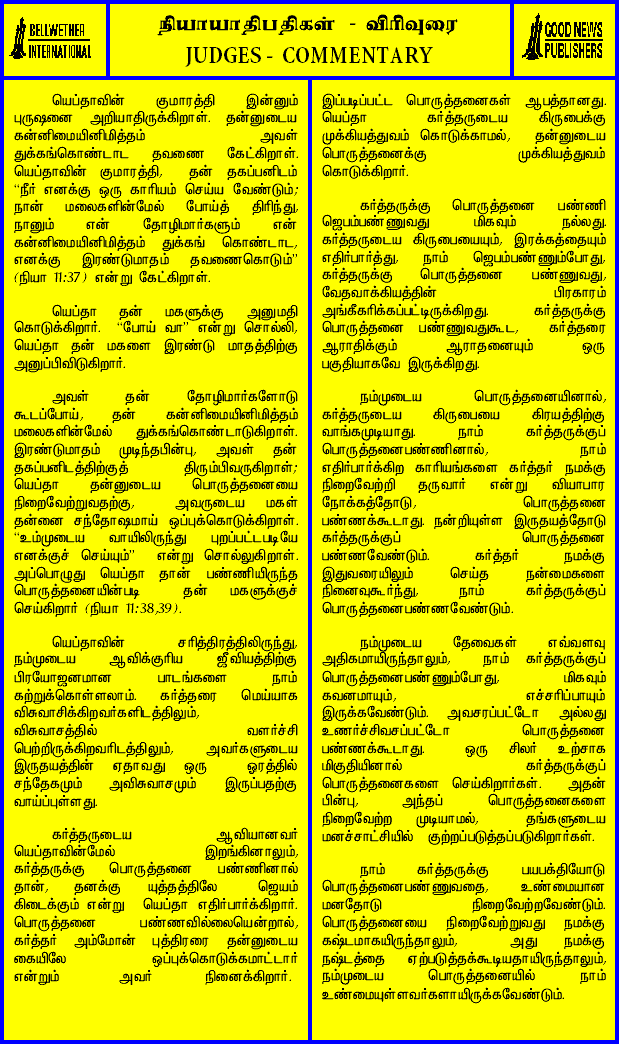 BELLWETHER
INTERNATIONAL
நியாயாதிபதிகள் - விரிவுரை
JUDGES - COMMENTARY
GOOD NEWS
PUBLISHERS
யெப்தாவின் குமாரத்தி இன்னும்
புருஷனை அறியாதிருக்கிறாள். தன்னுடைய
கன்னிமையினிமித்தம் அவள்
துக்கங்கொண்டாட தவணை கேட்கிறாள்.
யெப்தாவின் குமாரத்தி, தன் தகப்பனிடம்
“நீர் எனக்கு ஒரு காரியம் செய்ய வேண்டும்;
நான் மலைகளின்மேல் போய்த் திரிந்து,
நானும் என் தோழிமார்களும் என்
கன்னிமையினிமித்தம் துக்கங் கொண்டாட,
எனக்கு இரண்டுமாதம் தவணைகொடும்”
(நியா 11:37) என்று கேட்கிறாள்.
யெப்தா தன் மகளுக்கு அனுமதி
கொடுக்கிறார். “போய் வா” என்று சொல்லி,
யெப்தா தன் மகளை இரண்டு மாதத்திற்கு
அனுப்பிவிடுகிறார்.
அவள் தன் தோழிமார்களோடு
கூடப்போய், தன் கன்னிமையினிமித்தம்
மலைகளின்மேல் துக்கங்கொண்டாடுகிறாள்.
இரண்டுமாதம் முடிந்தபின்பு, அவள் தன்
தகப்பனிடத்திற்குத் திரும்பிவருகிறாள்;
யெப்தா தன்னுடைய பொருத்தனையை
நிறைவேற்றுவதற்கு, அவருடைய மகள்
தன்னை சந்தோஷமாய் ஒப்புக்கொடுக்கிறாள்.
“உம்முடைய வாயிலிருந்து புறப்பட்டபடியே
எனக்குச் செய்யும்” என்று சொல்லுகிறாள்.
அப்பொழுது யெப்தா தான் பண்ணியிருந்த
பொருத்தனையின்படி தன் மகளுக்குச்
செய்கிறார் (நியா 11:38,39).
யெப்தாவின் சரித்திரத்திலிருந்து,
நம்முடைய ஆவிக்குரிய ஜீவியத்திற்கு
பிரயோஜனமான பாடங்களை நாம்
கற்றுக்கொள்ளலாம். கர்த்தரை மெய்யாக
விசுவாசிக்கிறவர்களிடத்திலும்,
விசுவாசத்தில் வளர்ச்சி
பெற்றிருக்கிறவரிடத்திலும், அவர்களுடைய
இருதயத்தின் ஏதாவது ஒரு ஓரத்தில்
சந்தேகமும் அவிசுவாசமும் இருப்பதற்கு
வாய்ப்புள்ளது.
கர்த்தருடைய ஆவியானவர்
யெப்தாவின்மேல் இறங்கினாலும்,
கர்த்தருக்கு பொருத்தனை பண்ணினால்
தான், தனக்கு யுத்தத்திலே ஜெயம்
கிடைக்கும் என்று யெப்தா எதிர்பார்க்கிறார்.
பொருத்தனை பண்ணவில்லையென்றால்,
கர்த்தர் அம்மோன் புத்திரரை தன்னுடைய
கையிலே ஒப்புக்கொடுக்கமாட்டார்
என்றும் அவர் நினைக்கிறார்.
இப்படிப்பட்ட பொருத்தனைகள் ஆபத்தானது.
யெப்தா கர்த்தருடைய கிருபைக்கு
முக்கியத்துவம் கொடுக்காமல், தன்னுடைய
பொருத்தனைக்கு முக்கியத்துவம்
கொடுக்கிறார்.
கர்த்தருக்கு பொருத்தனை பண்ணி
ஜெபம்பண்ணுவது மிகவும் நல்லது.
கர்த்தருடைய கிருபையையும், இரக்கத்தையும்
எதிர்பார்த்து, நாம் ஜெபம்பண்ணும்போது,
கர்த்தருக்கு பொருத்தனை பண்ணுவது,
வேதவாக்கியத்தின் பிரகாரம்
அங்கீகரிக்கப்பட்டிருக்கிறது. கர்த்தருக்கு
பொருத்தனை பண்ணுவதுகூட, கர்த்தரை
ஆராதிக்கும் ஆராதனையும் ஒரு
பகுதியாகவே இருக்கிறது.
நம்முடைய பொருத்தனையினால்,
கர்த்தருடைய கிருபையை கிரயத்திற்கு
வாங்கமுடியாது. நாம் கர்த்தருக்குப்
பொருத்தனைபண்ணினால், நாம்
எதிர்பார்க்கிற காரியங்களை கர்த்தர் நமக்கு
நிறைவேற்றி தருவார் என்று வியாபார
நோக்கத்தோடு, பொருத்தனை
பண்ணக்கூடாது. நன்றியுள்ள இருதயத்தோடு
கர்த்தருக்குப் பொருத்தனை
பண்ணவேண்டும். கர்த்தர் நமக்கு
இதுவரையிலும் செய்த நன்மைகளை
நினைவுகூர்ந்து, நாம் கர்த்தருக்குப்
பொருத்தனைபண்ணவேண்டும்.
நம்முடைய தேவைகள் எவ்வளவு
அதிகமாயிருந்தாலும், நாம் கர்த்தருக்குப்
பொருத்தனைபண்ணும்போது, மிகவும்
கவனமாயும், எச்சரிப்பாயும்
இருக்கவேண்டும். அவசரப்பட்டோ அல்லது
உணர்ச்சிவசப்பட்டோ பொருத்தனை
பண்ணக்கூடாது. ஒரு சிலர் உற்சாக
மிகுதியினால் கர்த்தருக்குப்
பொருத்தனைகளை செய்கிறார்கள். அதன்
பின்பு, அந்தப் பொருத்தனைகளை
நிறைவேற்ற முடியாமல், தங்களுடைய
மனச்சாட்சியில் குற்றப்படுத்தப்படுகிறார்கள்.
நாம் கர்த்தருக்கு பயபக்தியோடு
பொருத்தனைபண்ணுவதை, உண்மையான
மனதோடு நிறைவேற்றவேண்டும்.
பொருத்தனையை நிறைவேற்றுவது நமக்கு
கஷ்டமாகயிருந்தாலும், அது நமக்கு
நஷ்டத்தை ஏற்படுத்தக்கூடியதாயிருந்தாலும்,
நம்முடைய பொருத்தனையில் நாம்
உண்மையுள்ளவர்களாயிருக்கவேண்டும்.